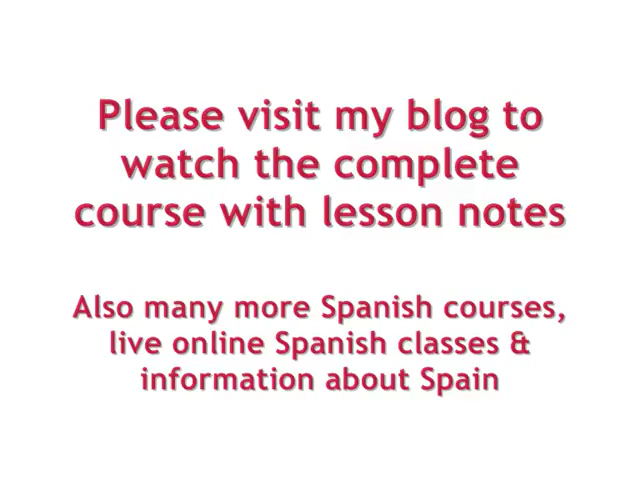 Please visit my blog to
watch the complete
course with lesson notes
Also many more Spanish courses,
live online Spanish classes &
information about Spain